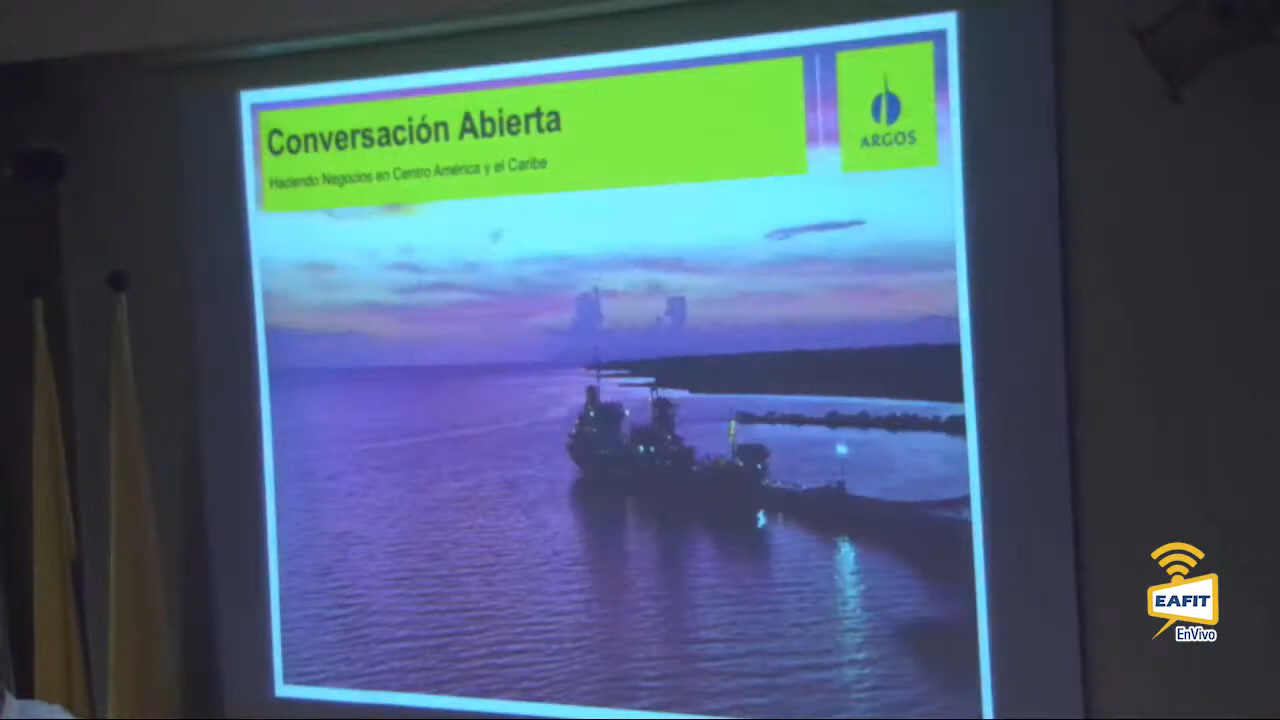 Conversación Abierta
Haciendo Negocios en Centro América y el Caribe
ARGOS
EAFIT
EnVivo